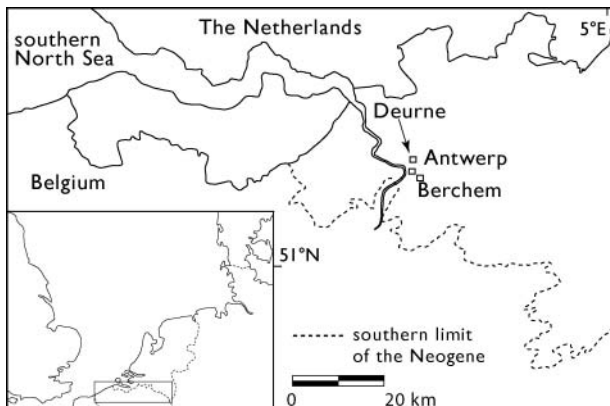 The Netherlands
5°E
southern
North Sea
Deurne
Antwerp
Belgium
Berchem
51°N
southern limit
of the Neogene
0 20 km